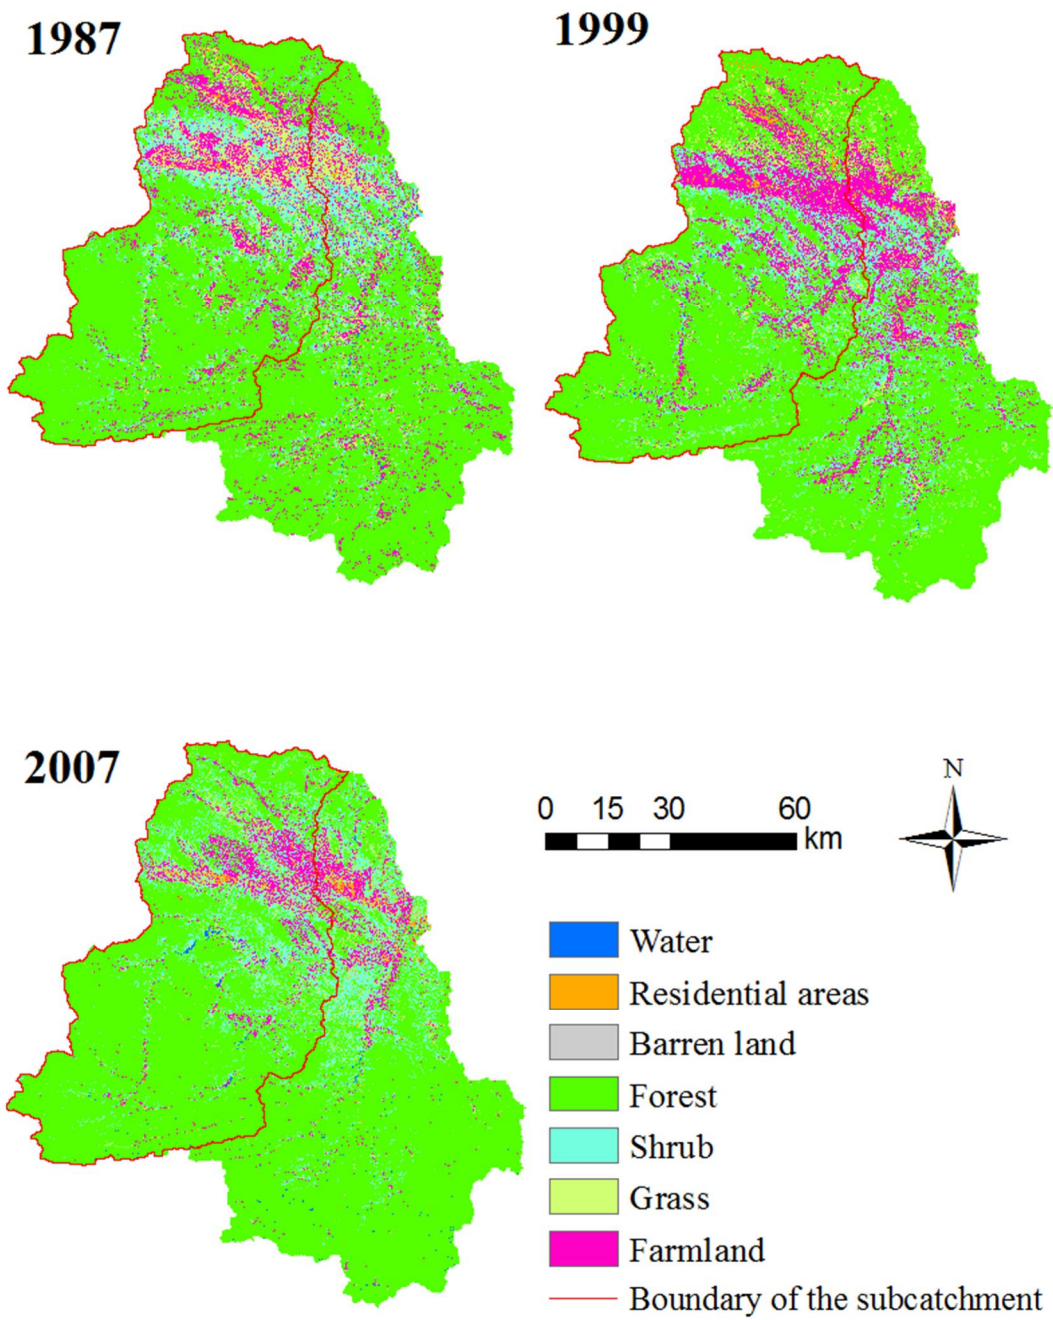 1987
1999
2007
N
0 15 30 60
km
Water
Residential areas
Barren land
Forest
Shrub
Grass
Farmland
Boundary of the subcatchment